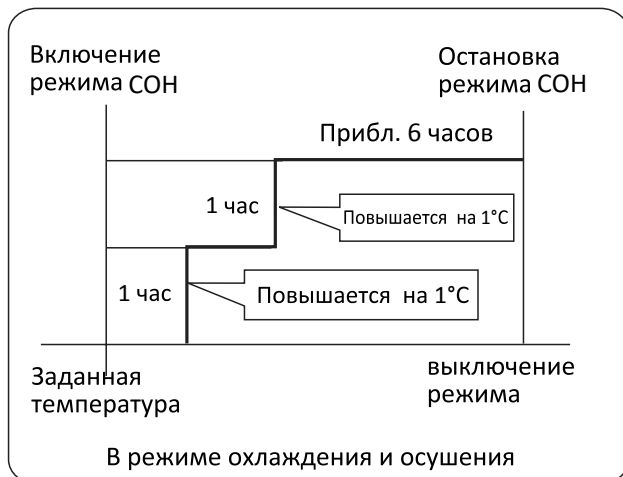 Включение
режима СОН
Остановка
режима СОН
Прибл. 6 часов
1 час
Повышается на 1°C
1 час
Повышается на 1°C
Заданная
температура
выключение
режима
В режиме охлаждения и осушения